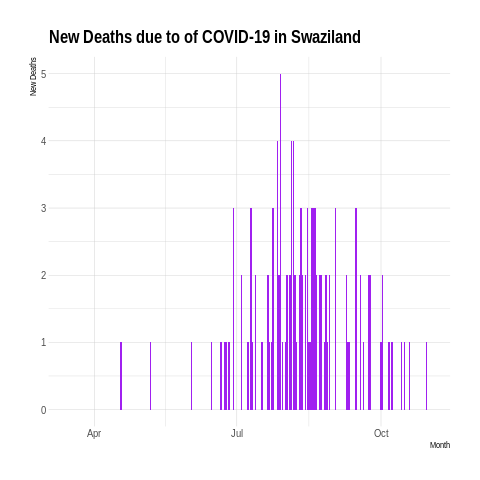 New Deaths due to of COVID-19 in Swaziland
New Deaths
5
4
3
2
1
0
Apr
Jul
Oct
Month